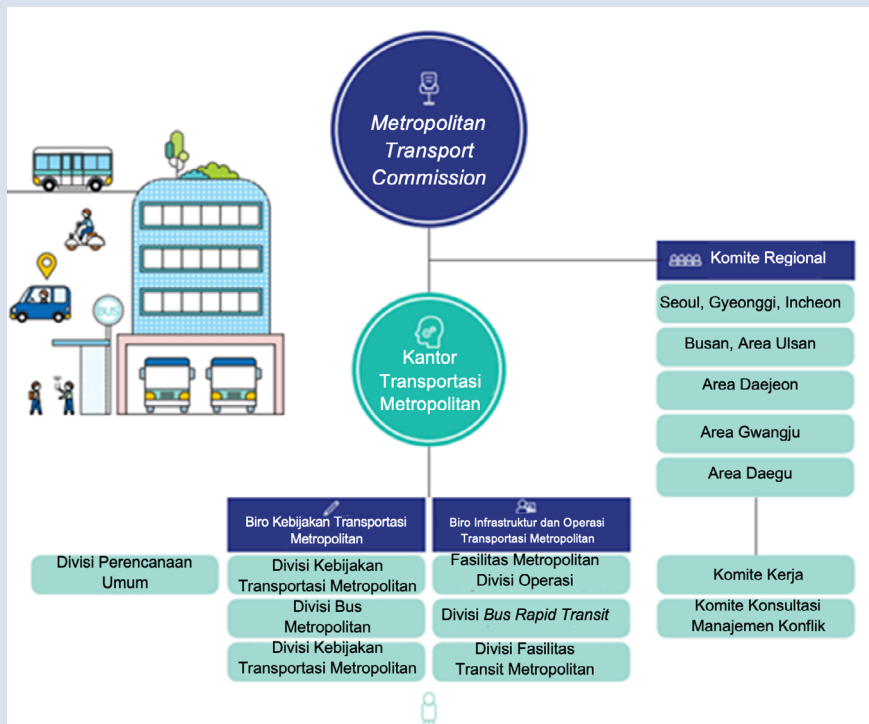 Metropolitan
Transport
Commission
BUS
Komite Regional
Seoul, Gyeonggi, Incheon
Busan, Area Ulsan
Area Daejeon
Area Gwangju
Area Daegu
Kantor
Transportasi
Metropolitan
Biro Kebijakan Transportasi
Metropolitan
Biro Infrastruktur dan Operasi
Transportasi Metropolitan
Divisi Perencanaan
Umum
Divisi Kebijakan
Transportasi Metropolitan
Divisi Bus
Metropolitan
Divisi Kebijakan
Transportasi Metropolitan
Fasilitas Metropolitan
Divisi Operasi
Divisi Bus Rapid Transit
Divisi Fasilitas
Transit Metropolitan
Komite Kerja
Komite Konsultasi
Manajemen Konflik